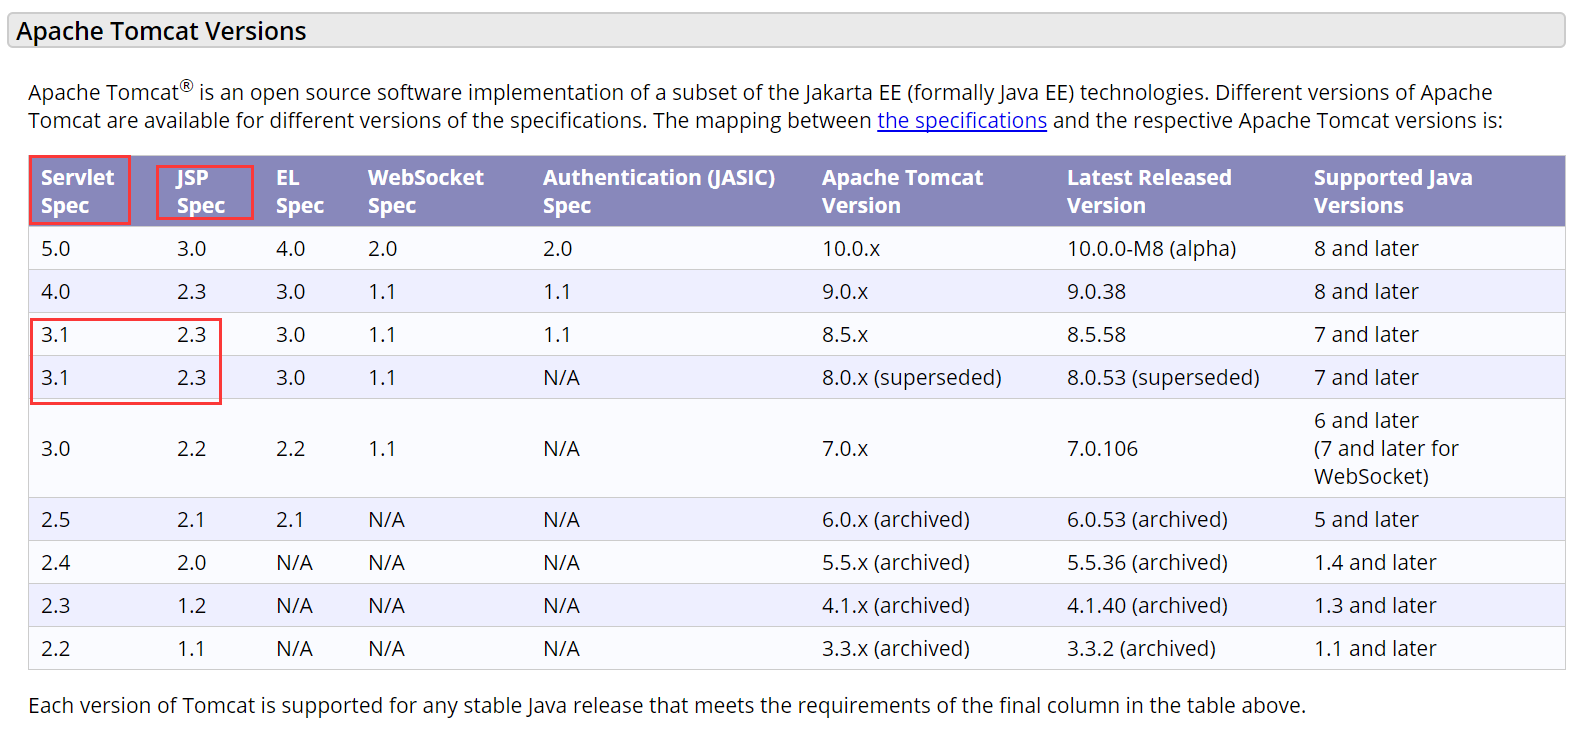 Apache Tomcat Versions
Apache Tomcat® is an open source software implementation of a subset of the Jakarta EE (formally Java EE) technologies. Different versions of Apache
Tomcat are available for different versions of the specifications. The mapping between the specifications and the respective Apache Tomcat versions is:
Servlet Spec JSP Spec EL Spec WebSocket Spec Authentication (JASIC) Spec Apache Tomcat Version Latest Released Version Supported Java Versions
5.0 3.0 4.0 2.0 2.0 10.0.x 10.0.0-M8 (alpha) 8 and later
4.0 2.3 3.0 1.1 1.1 9.0.x 9.0.38 8 and later
3.1 2.3 3.0 1.1 1.1 8.5.x 8.5.58 7 and later
3.1 2.3 3.0 1.1 N/A 8.0.x (superseded) 8.0.53 (superseded) 7 and later
3.0 2.2 2.2 1.1 N/A 7.0.x 7.0.106 6 and later (7 and later for WebSocket)
2.5 2.1 2.1 N/A N/A 6.0.x (archived) 6.0.53 (archived) 5 and later
2.4 2.0 N/A N/A N/A 5.5.x (archived) 5.5.36 (archived) 1.4 and later
2.3 1.2 N/A N/A N/A 4.1.x (archived) 4.1.40 (archived) 1.3 and later
2.2 1.1 N/A N/A N/A 3.3.x (archived) 3.3.2 (archived) 1.1 and later
Each version of Tomcat is supported for any stable Java release that meets the requirements of the final column in the table above.